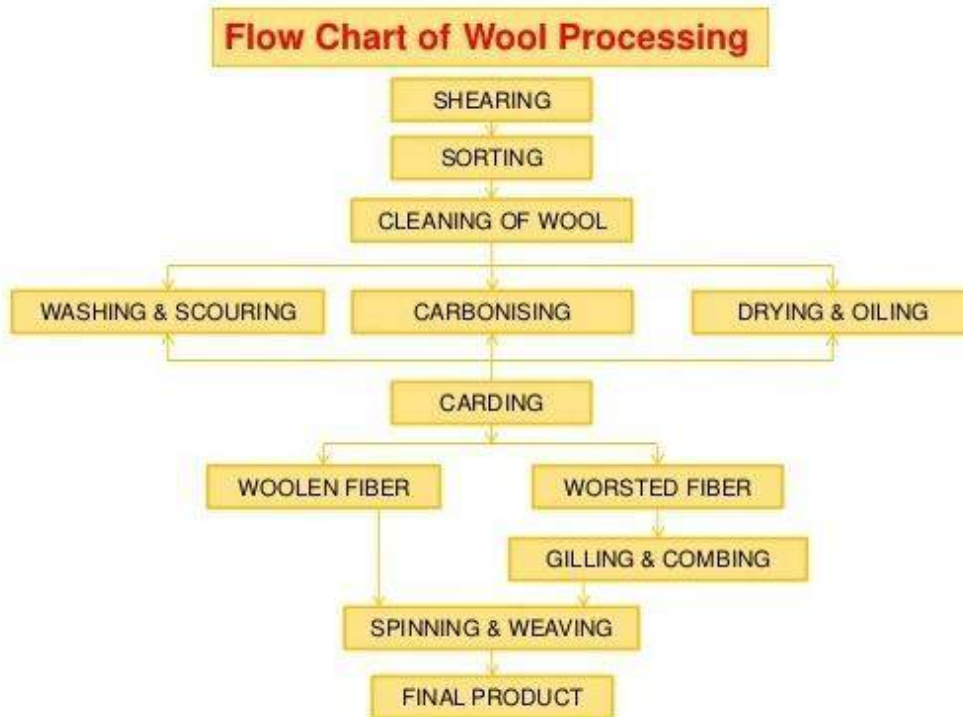 Flow Chart of Wool Processing
SHEARING
SORTING
CLEANING OF WOOL
WASHING & SCOURING
CARBONISING
DRYING & OILING
CARDING
WOOLEN FIBER
WORSTED FIBER
GILLING & COMBING
SPINNING & WEAVING
FINAL PRODUCT